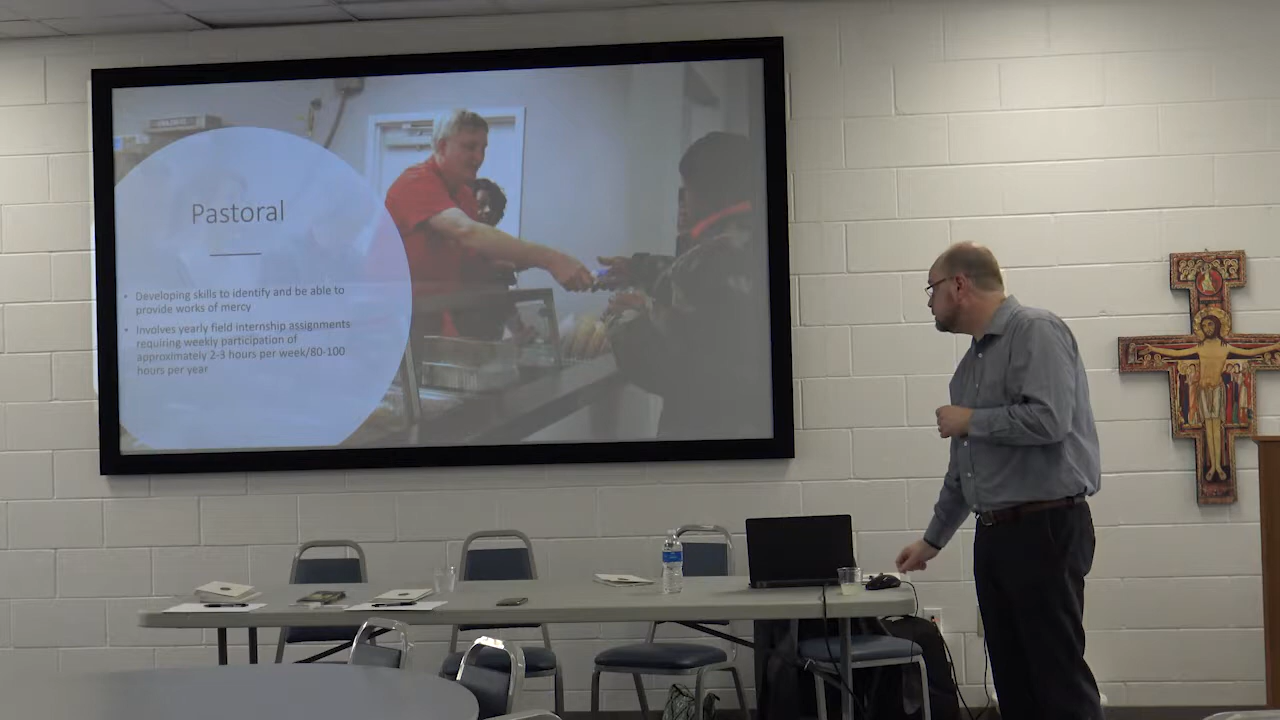 Pastoral
• Developing skills to identify and be able to
provide works of mercy
• Involves yearly field internship assignments
requiring weekly participation of
approximately 2-3 hours per week/80-100
hours per year